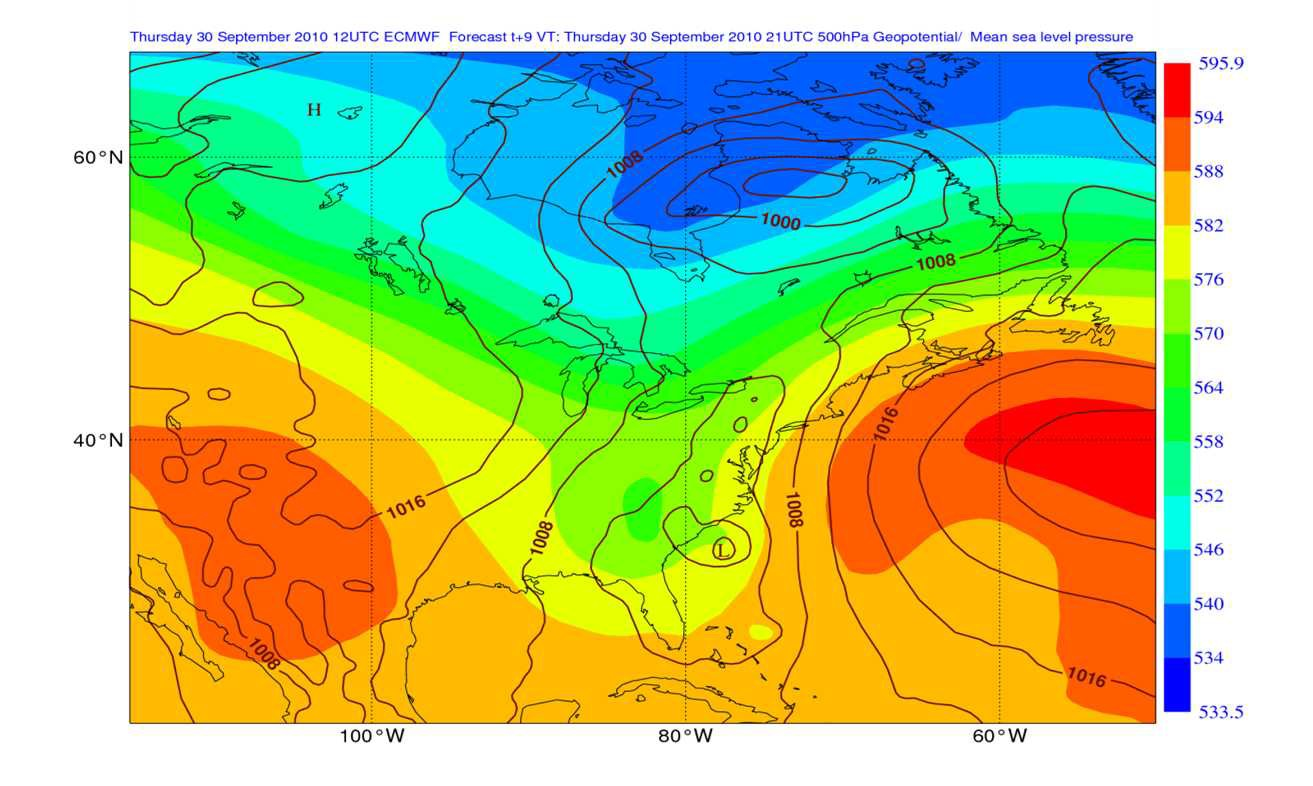 Thursday 30 September 2010 12UTC ECMWF  Forecast t+9 VT: Thursday 30 September 2010 21UTC 500hPa Geopotential/  Mean sea level pressure
595.9
594
588
582
576
570
564
558
552
546
540
534
533.5
H
60°N
1008
1000
1008
1016
40°N
1016
1008
1008
L
1008
1016
100°W
80°W
60°W